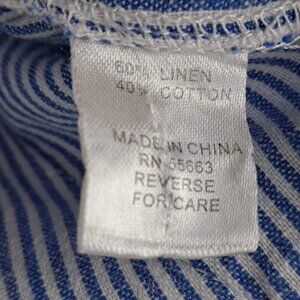 60% LINEN
40% COTTON
MADE IN CHINA
RN 55663
REVERSE
FOR CARE